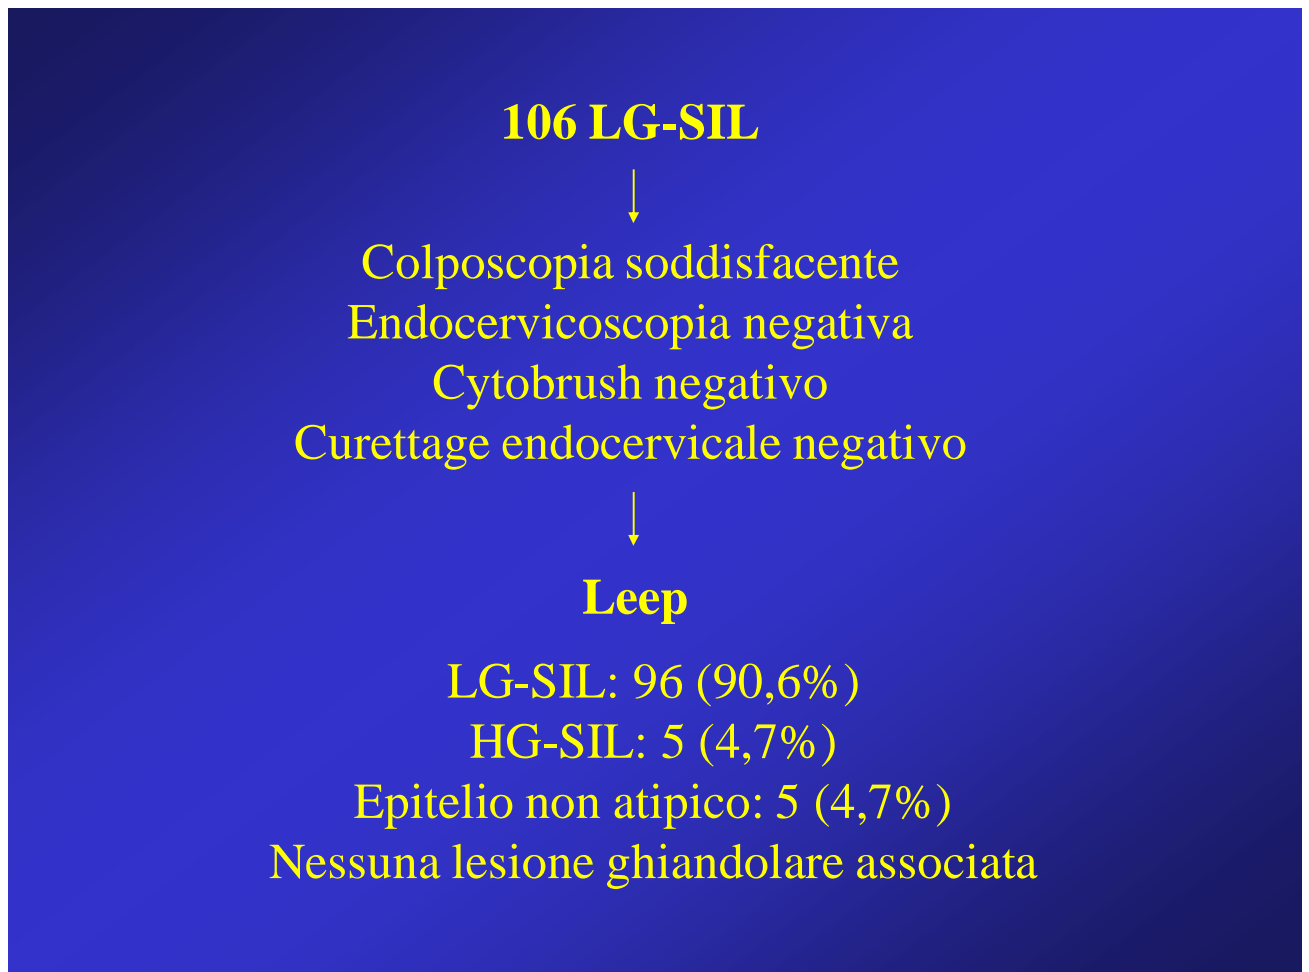 106 LG-SIL
Colposcopia soddisfacente
Endocervicoscopia negativa
Cytobrush negativo
Curettage endocervicale negativo
Leep
LG-SIL: 96 (90,6%)
HG-SIL: 5 (4,7%)
Epitelio non atipico: 5 (4,7%)
Nessuna lesione ghiandolare associata